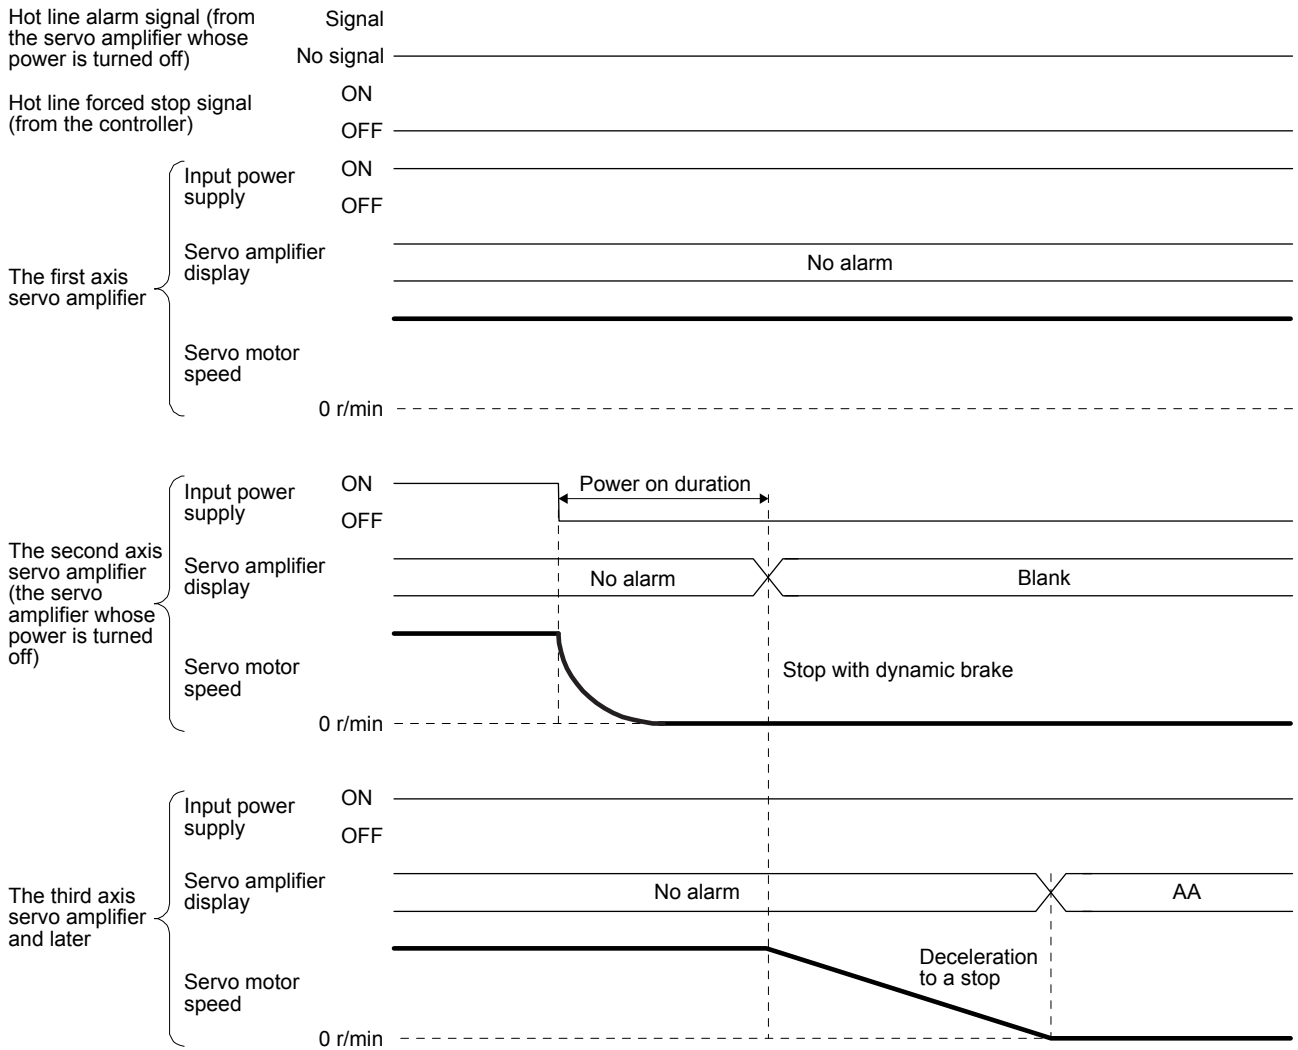 Hot line alarm signal (from
the servo amplifier whose
power is turned off)
Signal
No signal
Hot line forced stop signal
(from the controller)
ON
OFF
The first axis
servo amplifier
Input power
supply
ON
OFF
Servo amplifier
display
No alarm
Servo motor
speed
0 r/min
The second axis
servo amplifier
(the servo
amplifier whose
power is turned
off)
Input power
supply
ON
OFF
Power on duration
Servo amplifier
display
No alarm
Blank
Servo motor
speed
Stop with dynamic brake
0 r/min
The third axis
servo amplifier
and later
Input power
supply
ON
OFF
Servo amplifier
display
No alarm
AA
Servo motor
speed
Deceleration
to a stop
0 r/min